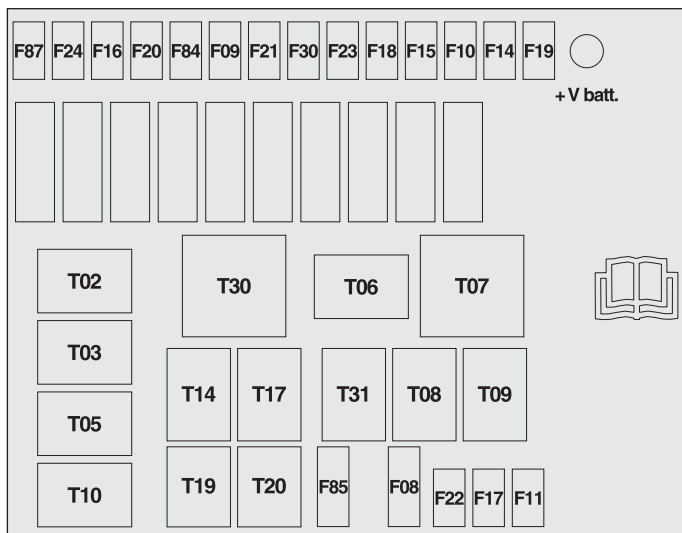 F87 F24 F16 F20 F84 F09 F21 F30 F23 F18 F15 F10 F14 F19
+ V batt.
T02 T30 T06 T07
T03
T14 T17 T31 T08 T09
T05
T10 T19 T20 F85 F08 F22 F17 F11